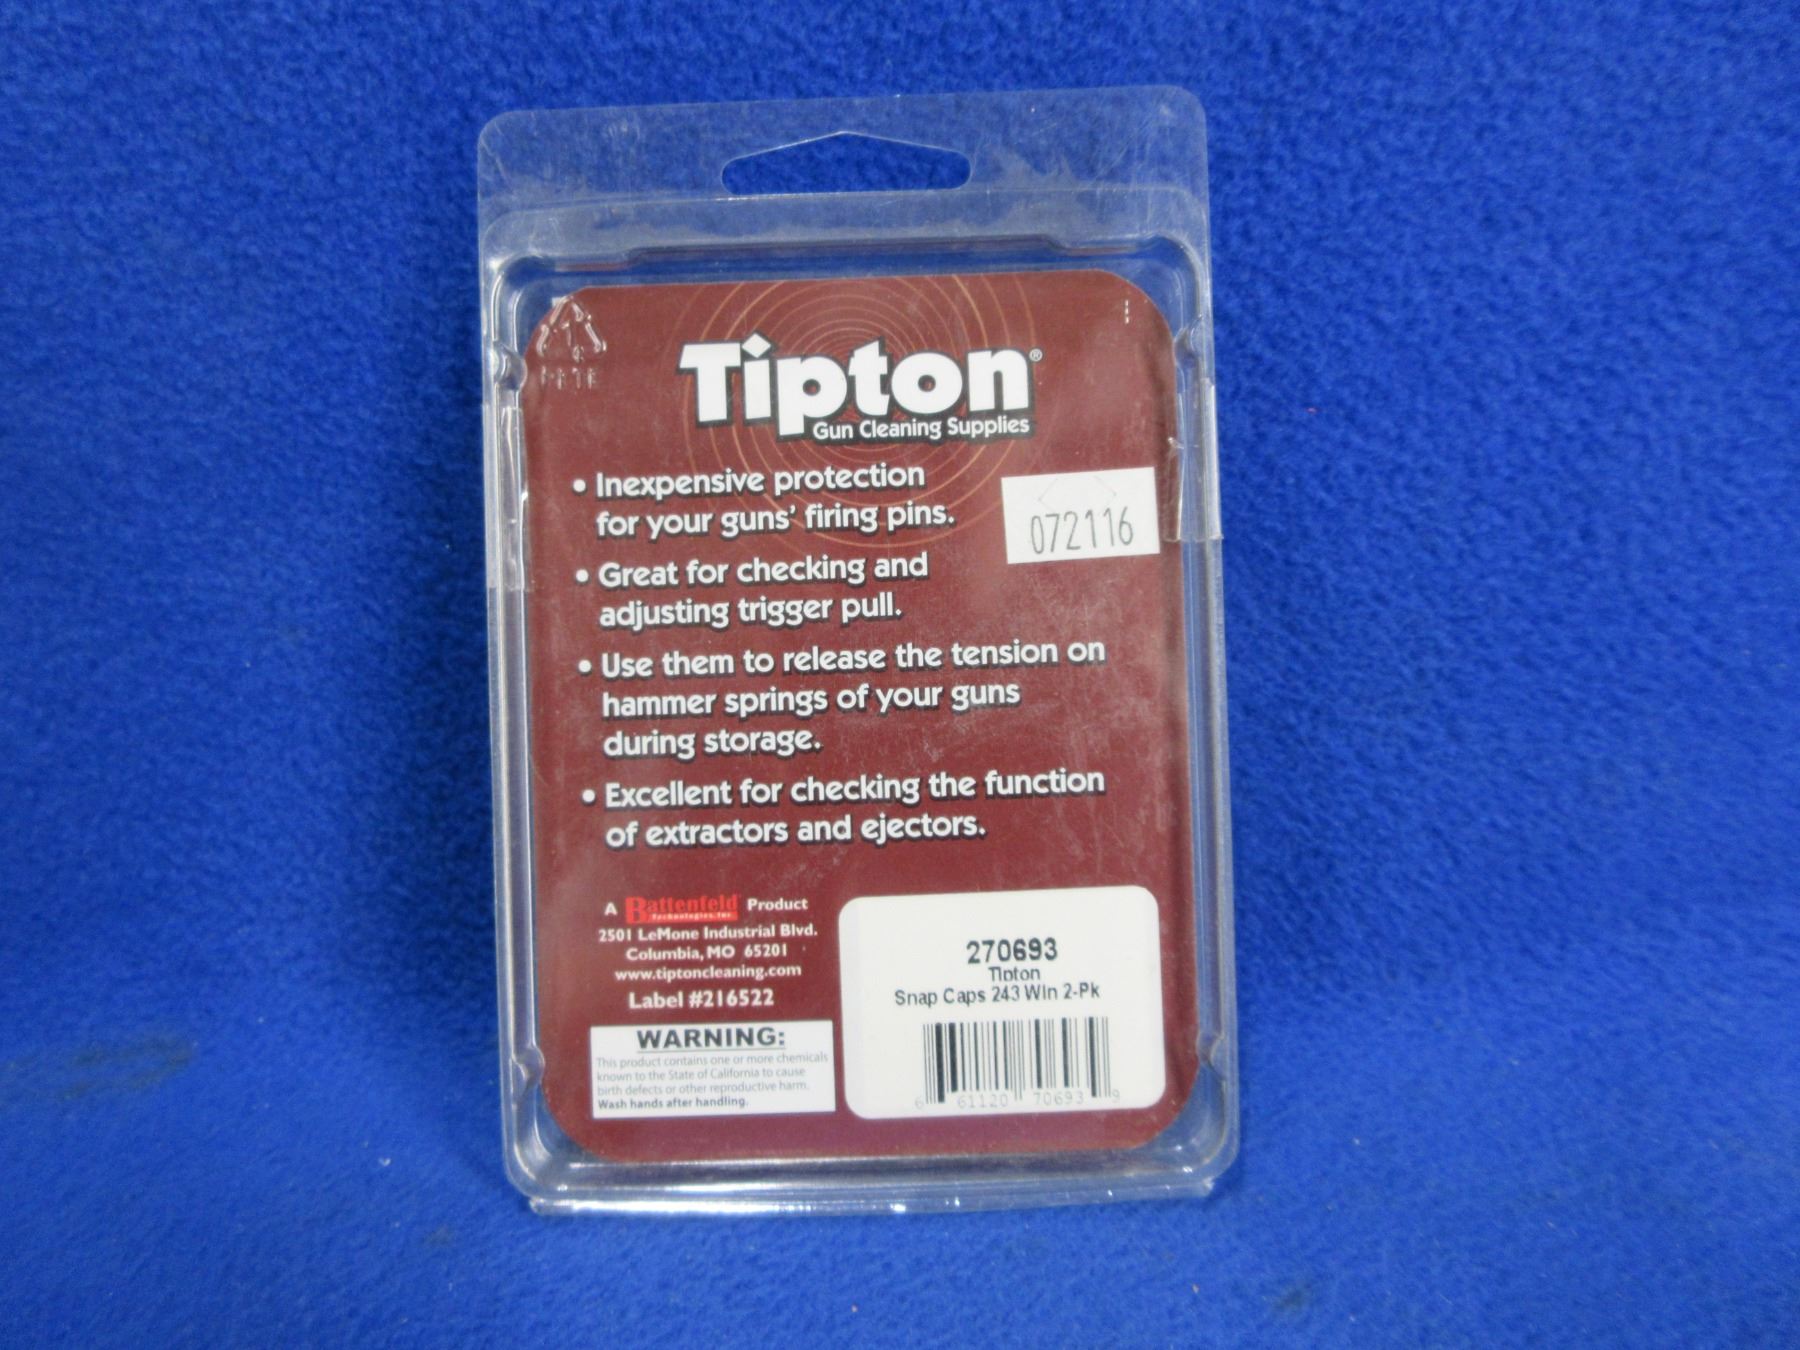 Tipton®
Gun Cleaning Supplies
• Inexpensive protection
for your guns' firing pins.
072116
• Great for checking and
adjusting trigger pull.
• Use them to release the tension on
hammer springs of your guns
during storage.
• Excellent for checking the function
of extractors and ejectors.
A Battenfeld Product
Technologies, Inc.
2501 LeMone Industrial Blvd.
Columbia, MO 65201
www.tiptoncleaning.com
Label #216522
WARNING:
This product contains one or more chemicals
known to the State of California to cause
birth defects or other reproductive harm.
Wash hands after handling.
270693
Tipton
Snap Caps 243 Win 2-Pk
6 61120 70693 9
1
PETE